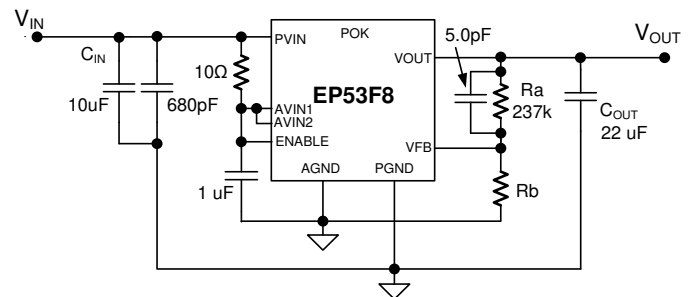 VIN
VOUT
CIN
10uF
680pF
10Ω
1 uF
PVIN
POK
VOUT
EP53F8
AVIN1
AVIN2
ENABLE
VFB
AGND
PGND
5.0pF
Ra
237k
Rb
COUT
22 uF